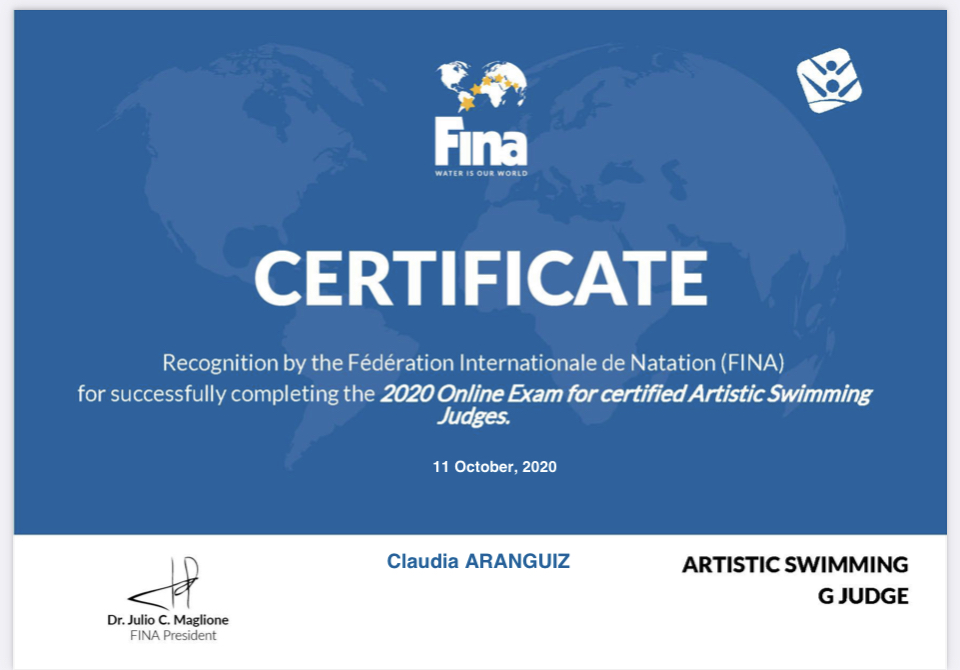 Fina
WATER IS OUR WORLD
CERTIFICATE
Recognition by the Fédération Internationale de Natation (FINA)
for successfully completing the 2020 Online Exam for certified Artistic Swimming
Judges.
11 October, 2020
Claudia ARANGUIZ
ARTISTIC SWIMMING
G JUDGE
Dr. Julio C. Maglione
FINA President